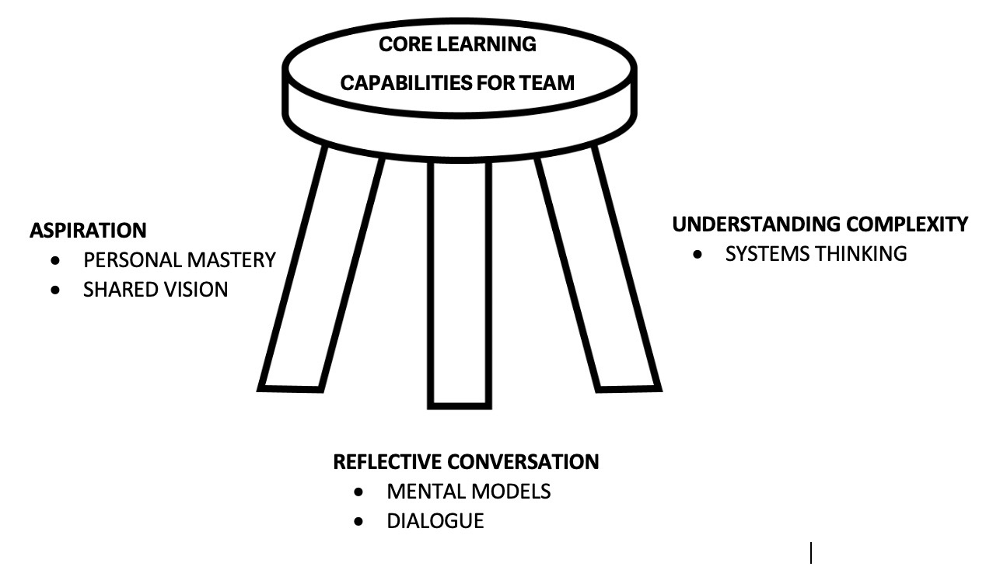 CORE LEARNING
CAPABILITIES FOR TEAM
ASPIRATION
• PERSONAL MASTERY
• SHARED VISION
UNDERSTANDING COMPLEXITY
• SYSTEMS THINKING
REFLECTIVE CONVERSATION
• MENTAL MODELS
• DIALOGUE